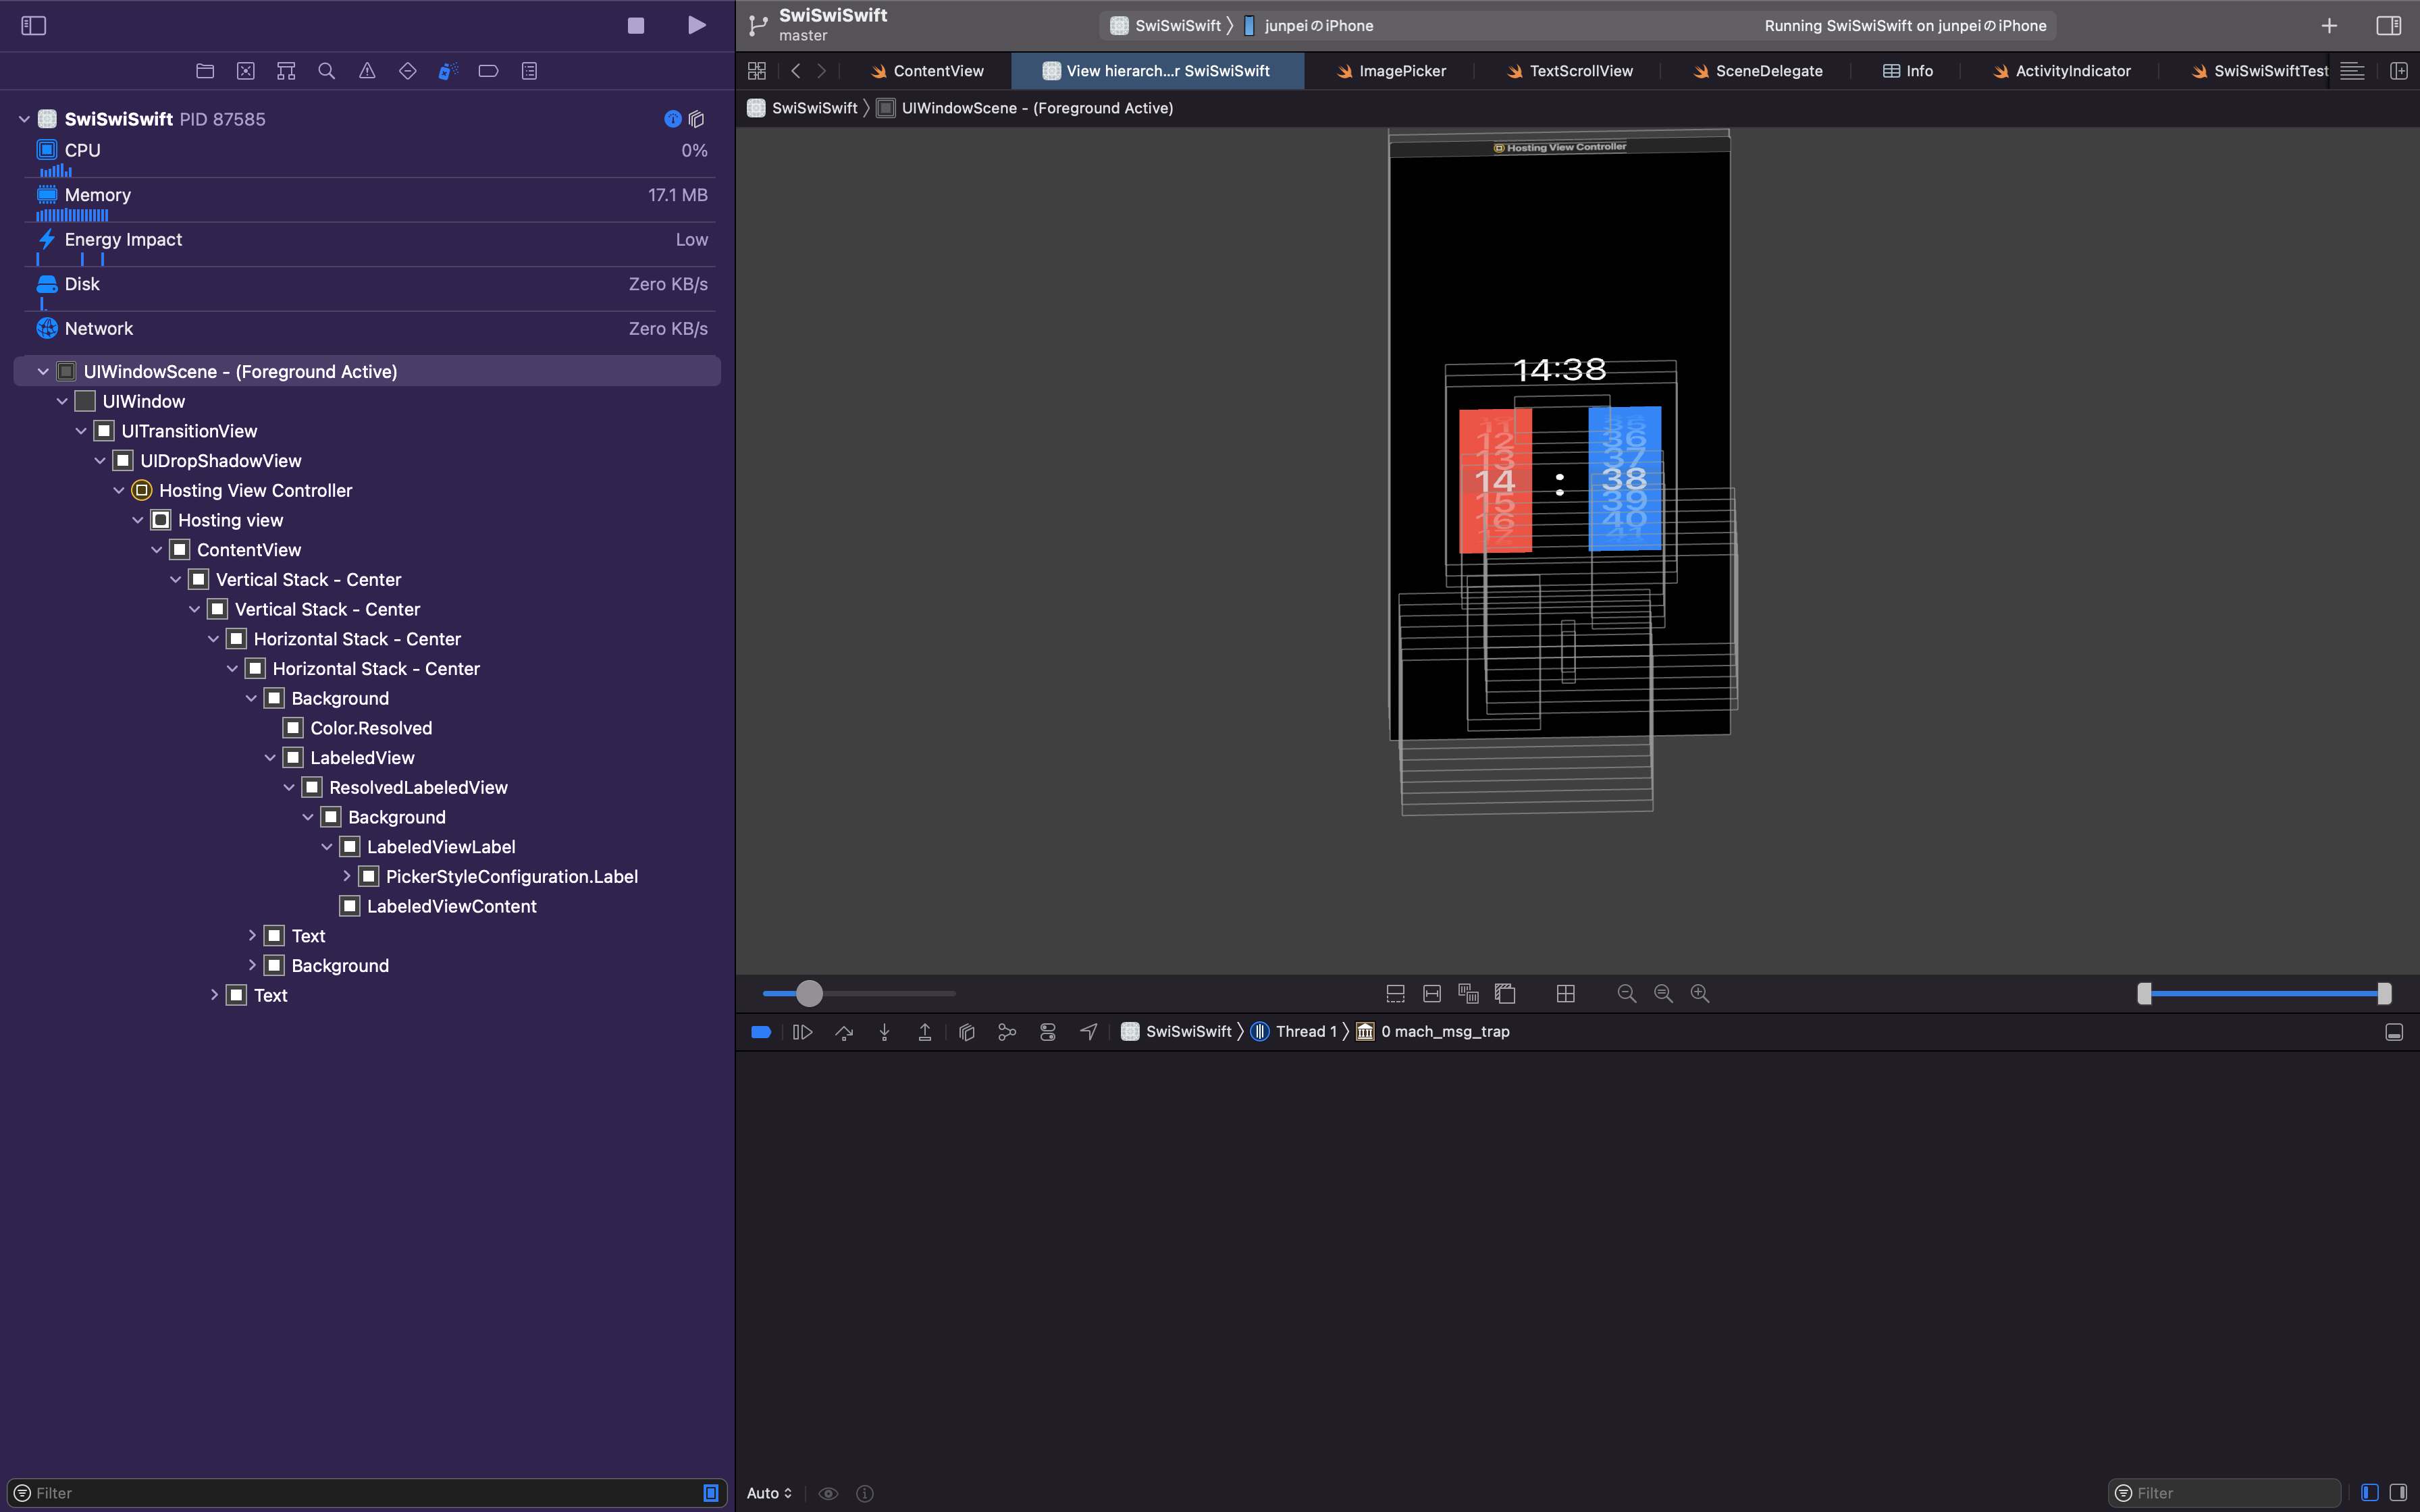 SwiSwiSwift
master
SwiSwiSwift 〉 junpeiのiPhone
Running SwiSwiSwift on junpeiのiPhone
ContentView
View hierarch...r SwiSwiSwift
ImagePicker
TextScrollView
SceneDelegate
Info
ActivityIndicator
SwiSwiSwiftTest
SwiSwiSwift 〉 UIWindowScene - (Foreground Active)
SwiSwiSwift PID 87585
CPU 0%
Memory 17.1 MB
Energy Impact Low
Disk Zero KB/s
Network Zero KB/s
UIWindowScene - (Foreground Active)
UIWindow
UITransitionView
UIDropShadowView
Hosting View Controller
Hosting view
ContentView
Vertical Stack - Center
Vertical Stack - Center
Horizontal Stack - Center
Horizontal Stack - Center
Background
Color.Resolved
LabeledView
ResolvedLabeledView
Background
LabeledViewLabel
PickerStyleConfiguration.Label
LabeledViewContent
Text
Background
Text
Filter
Hosting View Controller
14:38
11 35
12 36
13 37
14 : 38
15 39
16 40
17 41
SwiSwiSwift 〉 Thread 1 〉 0 mach_msg_trap
Auto
Filter